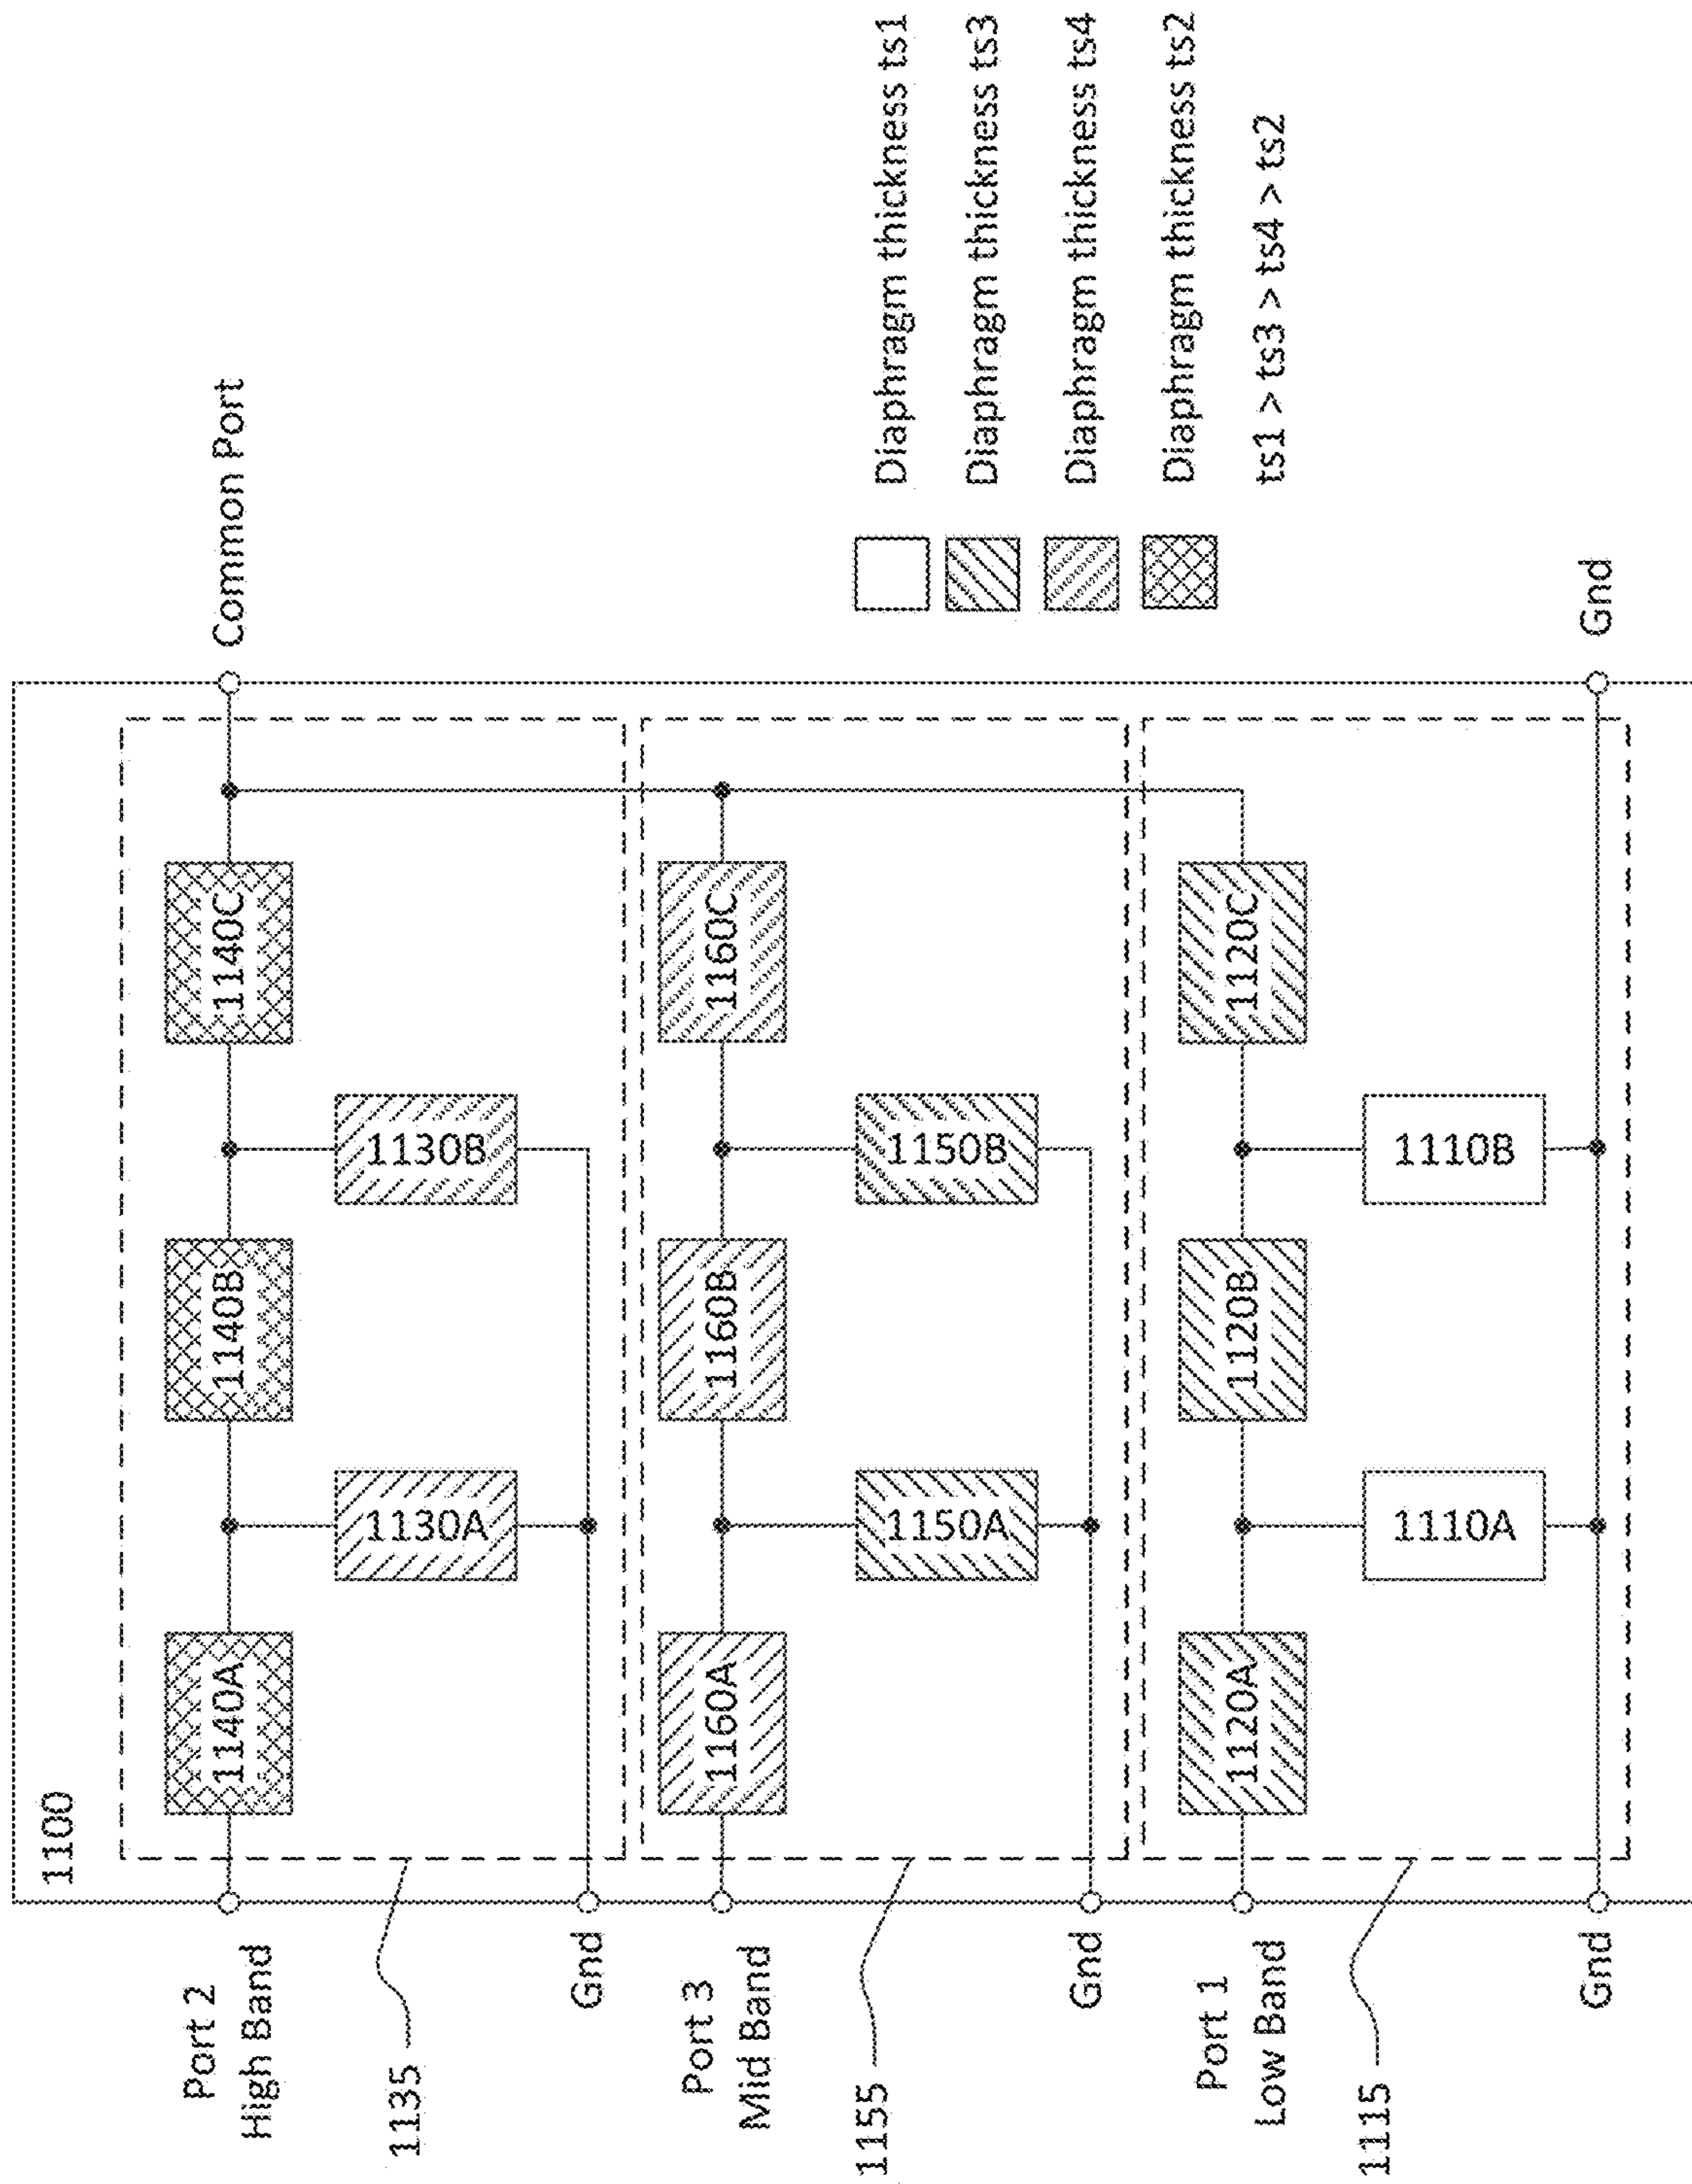 1100
Port 2
High Band
1140A
1140B
1140C
Common Port
1130A
1130B
1135
Gnd
Port 3
Mid Band
1160A
1160B
1160C
1150A
1150B
1155
Gnd
Port 1
Low Band
1120A
1120B
1120C
1110A
1110B
1115
Gnd
Gnd
Diaphragm thickness ts1
Diaphragm thickness ts3
Diaphragm thickness ts4
Diaphragm thickness ts2
ts1 > ts3 > ts4 > ts2